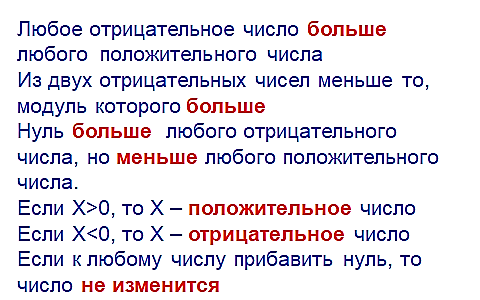 Любое отрицательное число больше
любого положительного числа
Из двух отрицательных чисел меньше то,
модуль которого больше
Нуль больше любого отрицательного
числа, но меньше любого положительного
числа.
Если X>0, то X – положительное число
Если X<0, то X – отрицательное число
Если к любому числу прибавить нуль, то
число не изменится